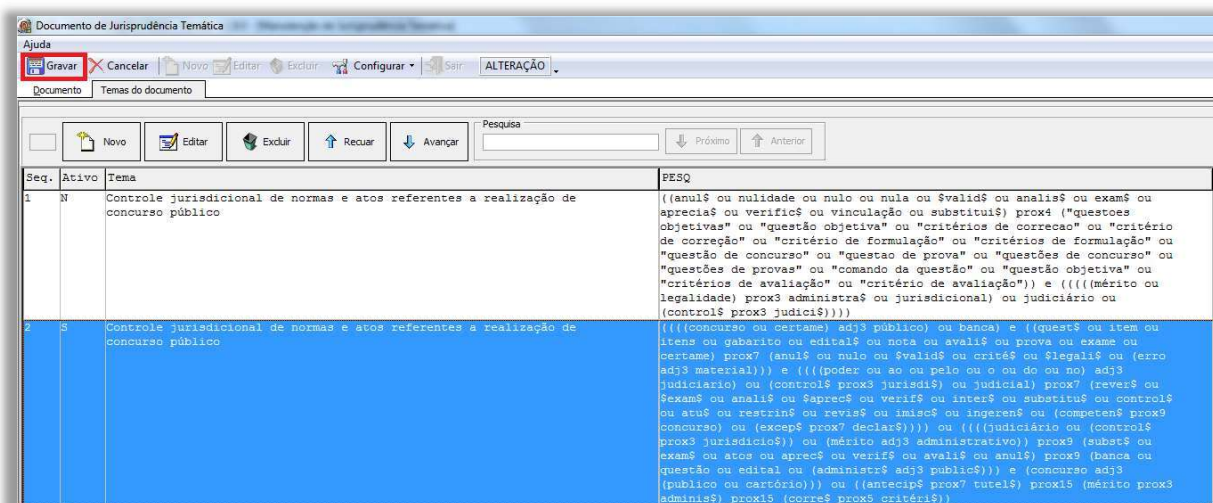 Documento de Jurisprudência Temática
Ajuda
Gravar Cancelar Novo Editar Excluir Configurar Sair ALTERAÇÃO
Documento Temas do documento
Novo Editar Excluir Recuar Avançar Pesquisa Próximo Anterior
Seq. Ativo Tema PESQ
1 N Controle jurisdicional de normas e atos referentes a realização de
concurso público
((anul$ ou nulidade ou nulo ou nula ou $valid$ ou analis$ ou exam$ ou
aprecia$ ou verific$ ou vinculação ou substitui$) prox4 ("questoes
objetivas" ou "questão objetiva" ou "critérios de correcao" ou "critério
de correção" ou "critério de formulação" ou "critérios de formulação" ou
"questão de concurso" ou "questao de prova" ou "questões de concurso" ou
"questões de provas" ou "comando da questão" ou "questão objetiva" ou
"critérios de avaliação" ou "critério de avaliação")) e (((((mérito ou
legalidade) prox3 administra$ ou jurisdicional) ou judiciário ou
(control$ prox3 judici$))))
2 S Controle jurisdicional de normas e atos referentes a realização de
concurso público
((((concurso ou certame) adj3 público) ou banca) e ((quest$ ou item ou
itens ou gabarito ou edital$ ou nota ou avali$ ou prova ou exame ou
certame) prox7 (anul$ ou nulo ou $valid$ ou crité$ ou $legali$ ou (erro
adj3 material))) e ((((poder ou ao ou pelo ou o ou do ou no) adj3
judiciario) ou (control$ prox3 jurisdi$) ou judicial) prox7 (rever$ ou
$exam$ ou anali$ ou $aprec$ ou verif$ ou inter$ ou substitu$ ou control$
ou atu$ ou restrin$ ou revis$ ou imisc$ ou ingeren$ ou (competen$ prox9
concurso) ou (excep$ prox7 declar$)))) ou ((((judiciário ou (control$
prox3 jurisdicio$)) ou (mérito adj3 administrativo)) prox9 (subst$ ou
exam$ ou atos ou aprec$ ou verif$ ou avali$ ou anul$) prox9 (banca ou
questão ou edital ou (administr$ adj3 public$))) e (concurso adj3
(publico ou cartório))) ou ((antecip$ prox7 tutel$) prox15 (mérito prox3
adminis$) prox15 (corre$ prox5 critéri$))